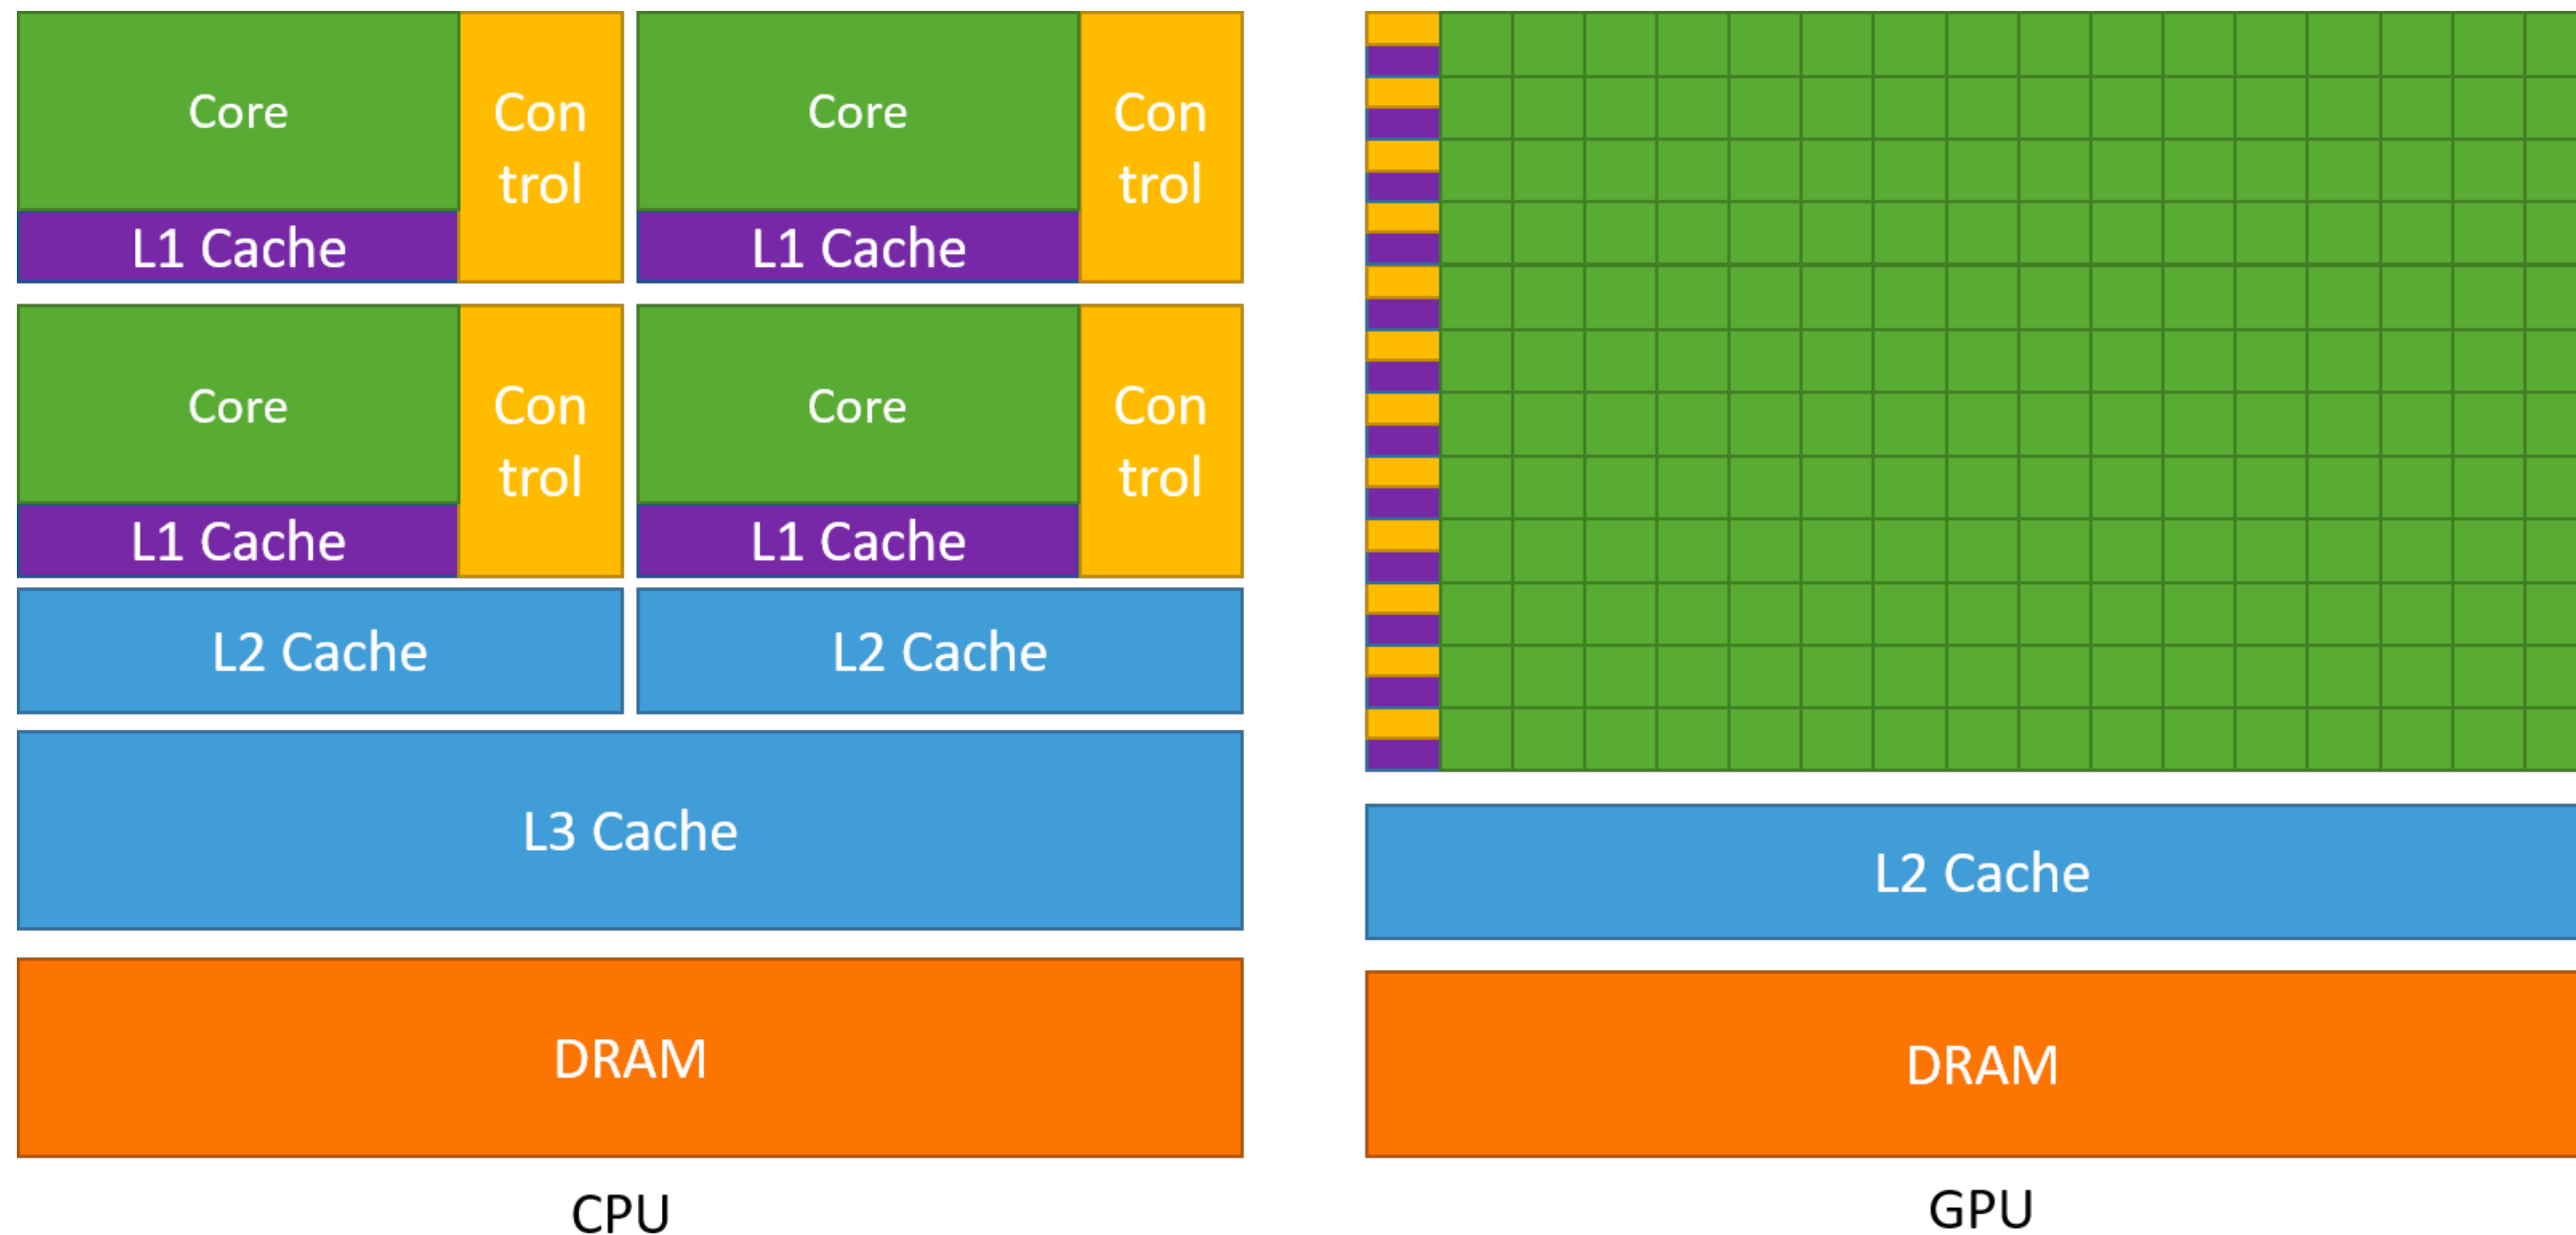 Core
Con
trol
L1 Cache
Core
Con
trol
L1 Cache
Core
Con
trol
L1 Cache
Core
Con
trol
L1 Cache
L2 Cache
L2 Cache
L3 Cache
DRAM
CPU
L2 Cache
DRAM
GPU